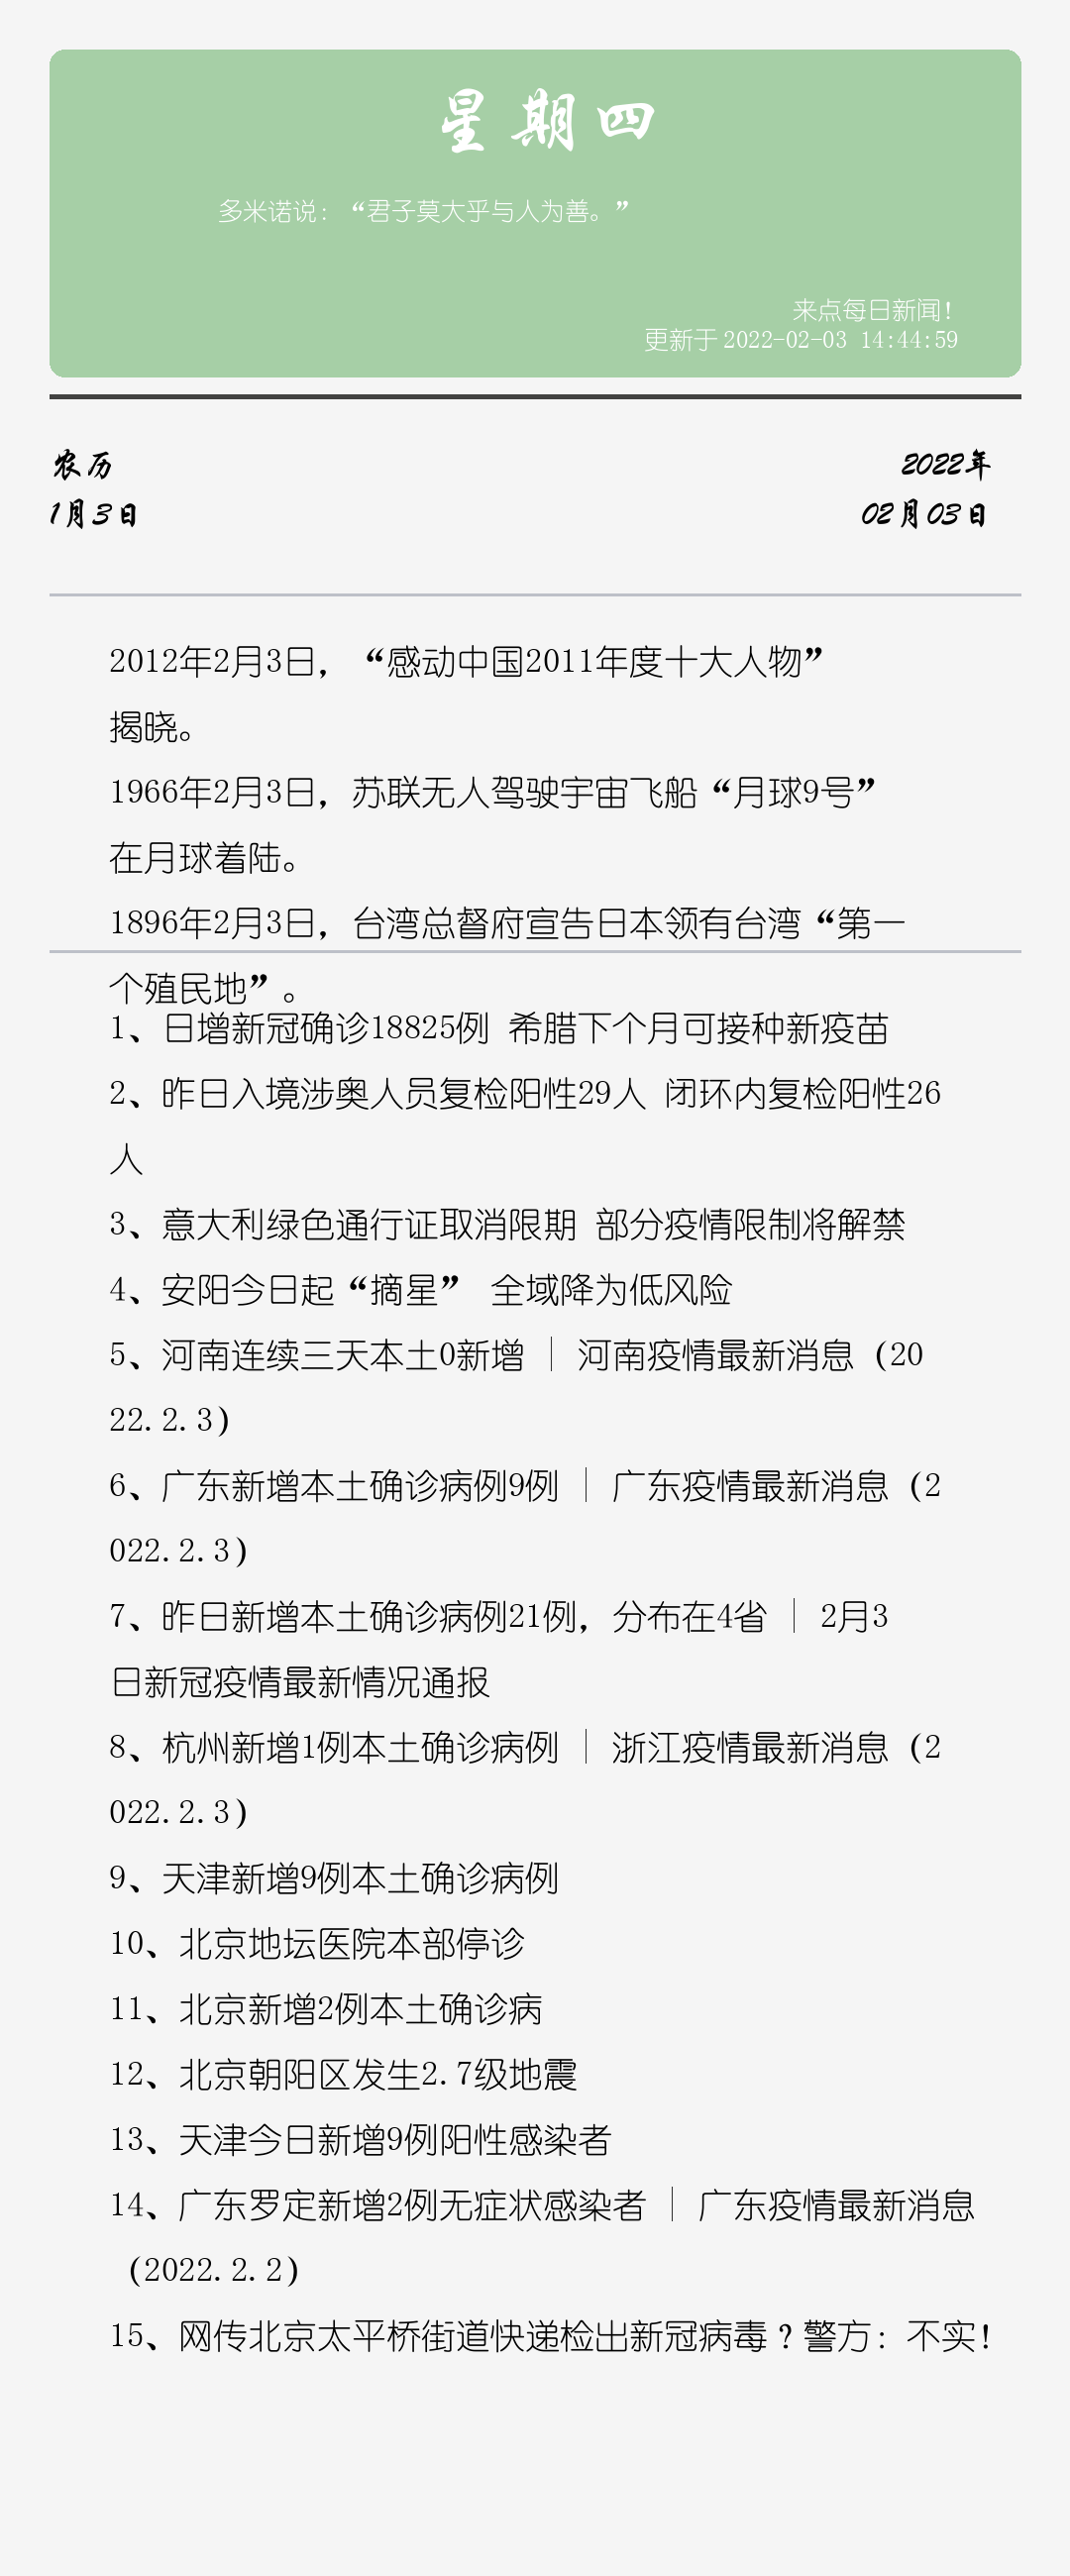 星期四
多米诺说：“君子莫大乎与人为善。”
来点每日新闻！
更新于 2022-02-03 14:44:59
农历
1月3日
2022年
02月03日
2012年2月3日，“感动中国2011年度十大人物”
揭晓。
1966年2月3日，苏联无人驾驶宇宙飞船“月球9号”
在月球着陆。
1896年2月3日，台湾总督府宣告日本领有台湾“第一
个殖民地”。
1、日增新冠确诊18825例 希腊下个月可接种新疫苗
2、昨日入境涉奥人员复检阳性29人 闭环内复检阳性26
人
3、意大利绿色通行证取消限期 部分疫情限制将解禁
4、安阳今日起“摘星” 全域降为低风险
5、河南连续三天本土0新增 | 河南疫情最新消息（20
22.2.3）
6、广东新增本土确诊病例9例 | 广东疫情最新消息（2
022.2.3）
7、昨日新增本土确诊病例21例，分布在4省 | 2月3
日新冠疫情最新情况通报
8、杭州新增1例本土确诊病例 | 浙江疫情最新消息（2
022.2.3）
9、天津新增9例本土确诊病例
10、北京地坛医院本部停诊
11、北京新增2例本土确诊病
12、北京朝阳区发生2.7级地震
13、天津今日新增9例阳性感染者
14、广东罗定新增2例无症状感染者 | 广东疫情最新消息
（2022.2.2）
15、网传北京太平桥街道快递检出新冠病毒？警方：不实！